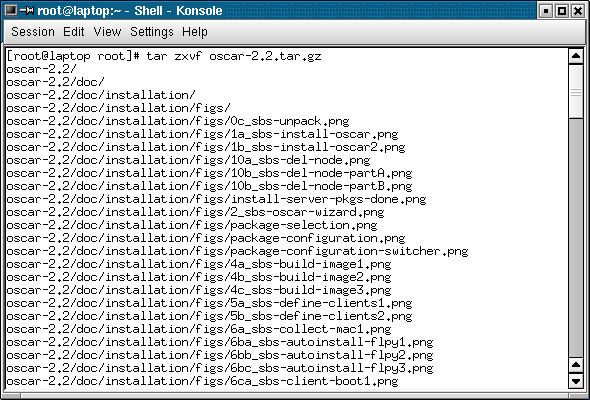 root@laptop:~ - Shell - Konsole
Session Edit View Settings Help
[root@laptop root]# tar zxvf oscar-2.2.tar.gz
oscar-2.2/
oscar-2.2/doc/
oscar-2.2/doc/installation/
oscar-2.2/doc/installation/figs/
oscar-2.2/doc/installation/figs/0c_sbs-unpack.png
oscar-2.2/doc/installation/figs/1a_sbs-install-oscar.png
oscar-2.2/doc/installation/figs/1b_sbs-install-oscar2.png
oscar-2.2/doc/installation/figs/10a_sbs-del-node.png
oscar-2.2/doc/installation/figs/10b_sbs-del-node-partA.png
oscar-2.2/doc/installation/figs/10b_sbs-del-node-partB.png
oscar-2.2/doc/installation/figs/install-server-pkgs-done.png
oscar-2.2/doc/installation/figs/2_sbs-oscar-wizard.png
oscar-2.2/doc/installation/figs/package-selection.png
oscar-2.2/doc/installation/figs/package-configuration.png
oscar-2.2/doc/installation/figs/package-configuration-switcher.png
oscar-2.2/doc/installation/figs/4a_sbs-build-image1.png
oscar-2.2/doc/installation/figs/4b_sbs-build-image2.png
oscar-2.2/doc/installation/figs/4c_sbs-build-image3.png
oscar-2.2/doc/installation/figs/5a_sbs-define-clients1.png
oscar-2.2/doc/installation/figs/5b_sbs-define-clients2.png
oscar-2.2/doc/installation/figs/6a_sbs-collect-mac1.png
oscar-2.2/doc/installation/figs/6ba_sbs-autoinstall-flpy1.png
oscar-2.2/doc/installation/figs/6bb_sbs-autoinstall-flpy2.png
oscar-2.2/doc/installation/figs/6bc_sbs-autoinstall-flpy3.png
oscar-2.2/doc/installation/figs/6ca_sbs-client-boot1.png